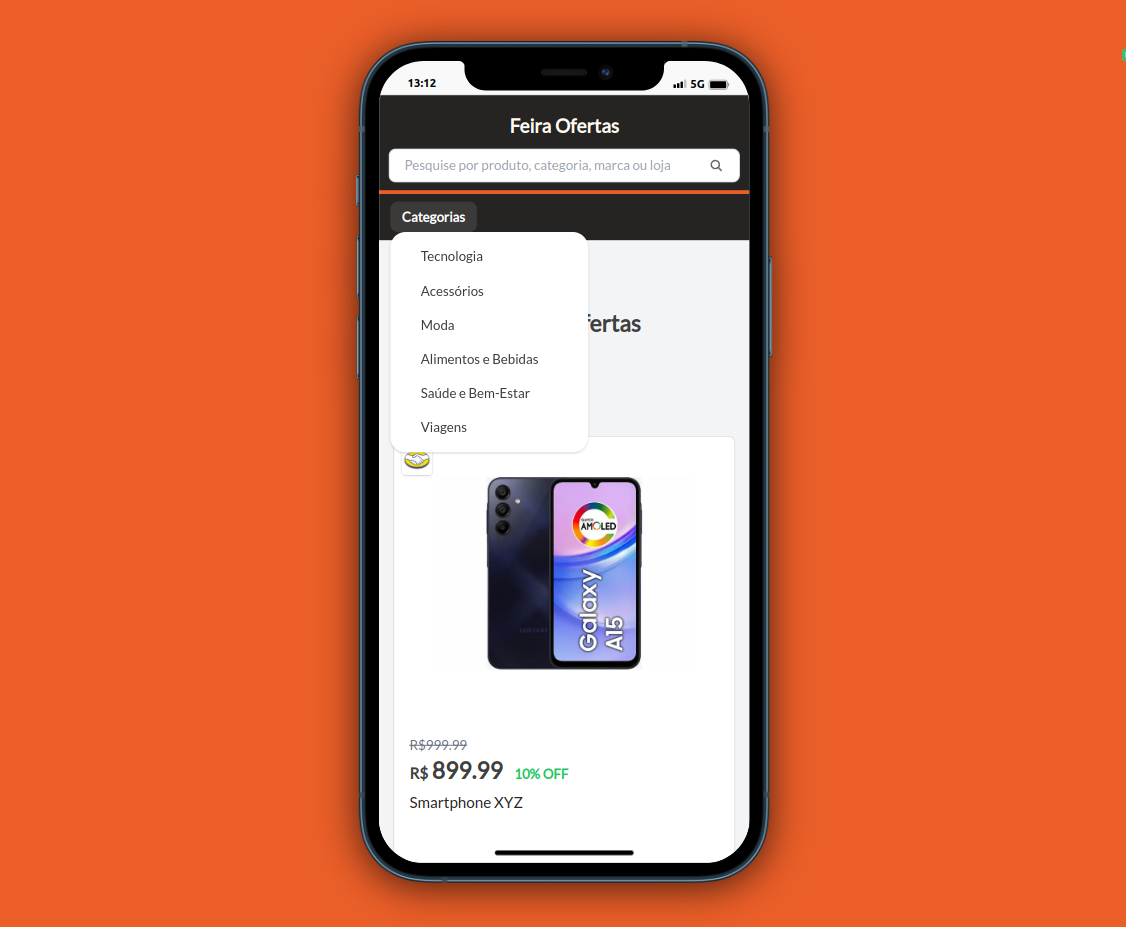 13:12
5G
Feira Ofertas
Pesquise por produto, categoria, marca ou loja
Categorias
Tecnologia
Acessórios
Moda
Alimentos e Bebidas
Saúde e Bem-Estar
Viagens
fertas
AMOLED
Galaxy
A15
SAMSUNG
R$999.99
R$ 899.99 10% OFF
Smartphone XYZ